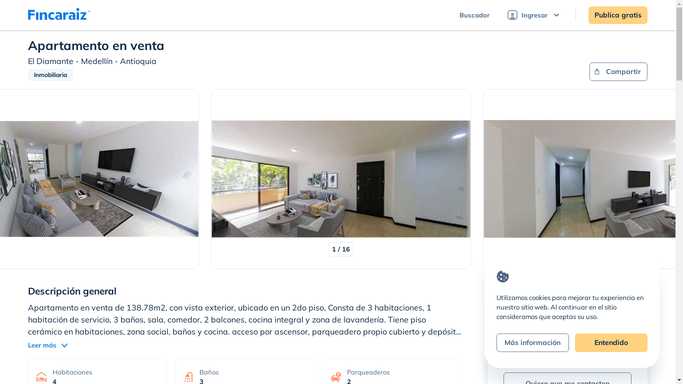 Fincaraiz
Buscador
Ingresar
Publica gratis
Apartamento en venta
El Diamante - Medellín - Antioquia
Inmobiliaria
Compartir
1 / 16
Descripción general
Apartamento en venta de 138.78m2, con vista exterior, ubicado en un 2do piso, Consta de 3 habitaciones, 1
habitación de servicio, 3 baños, sala, comedor, 2 balcones, cocina integral y zona de lavandería. Tiene piso
cerámico en habitaciones, zona social, baños y cocina. acceso por ascensor, parqueadero propio cubierto y depósit...
Leer más
Habitaciones
4
Baños
3
Parqueaderos
2
Utilizamos cookies para mejorar tu experiencia en
nuestro sitio web. Al continuar en el sitio
consideramos que aceptas su uso.
Más información
Entendido
Quiero que me contacten